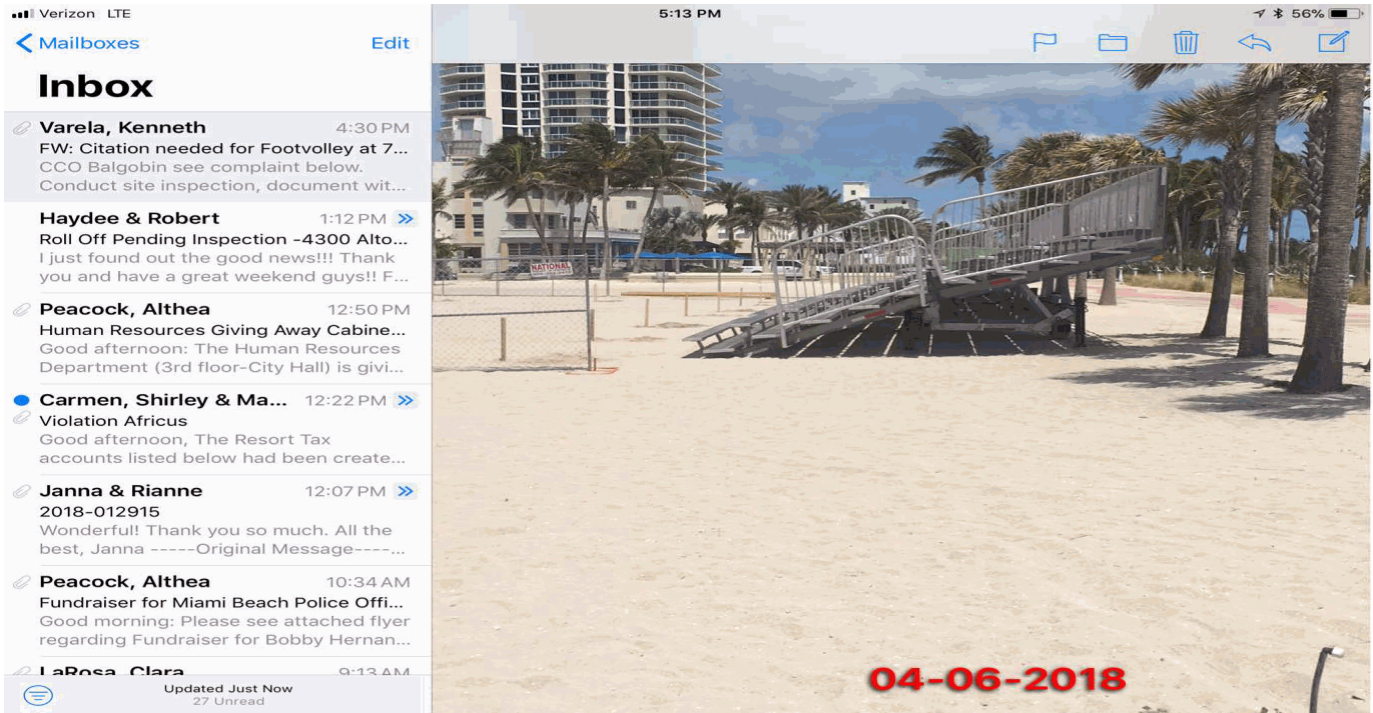 Verizon LTE
5:13 PM
56%
Mailboxes
Edit
Inbox
Varela, Kenneth 4:30 PM
FW: Citation needed for Footvolley at 7...
CCO Balgobin see complaint below.
Conduct site inspection, document wit...
Haydee & Robert 1:12 PM
Roll Off Pending Inspection -4300 Alto...
I just found out the good news!!! Thank
you and have a great weekend guys!! F...
Peacock, Althea 12:50 PM
Human Resources Giving Away Cabine...
Good afternoon: The Human Resources
Department (3rd floor-City Hall) is givi...
Carmen, Shirley & Ma... 12:22 PM
Violation Africus
Good afternoon, The Resort Tax
accounts listed below had been create...
Janna & Rianne 12:07 PM
2018-012915
Wonderful! Thank you so much. All the
best, Janna -----Original Message----...
Peacock, Althea 10:34 AM
Fundraiser for Miami Beach Police Offi...
Good morning: Please see attached flyer
regarding Fundraiser for Bobby Hernan...
LaRosa, Clara 9:13 AM
Updated Just Now
27 Unread
NATIONAL
04-06-2018